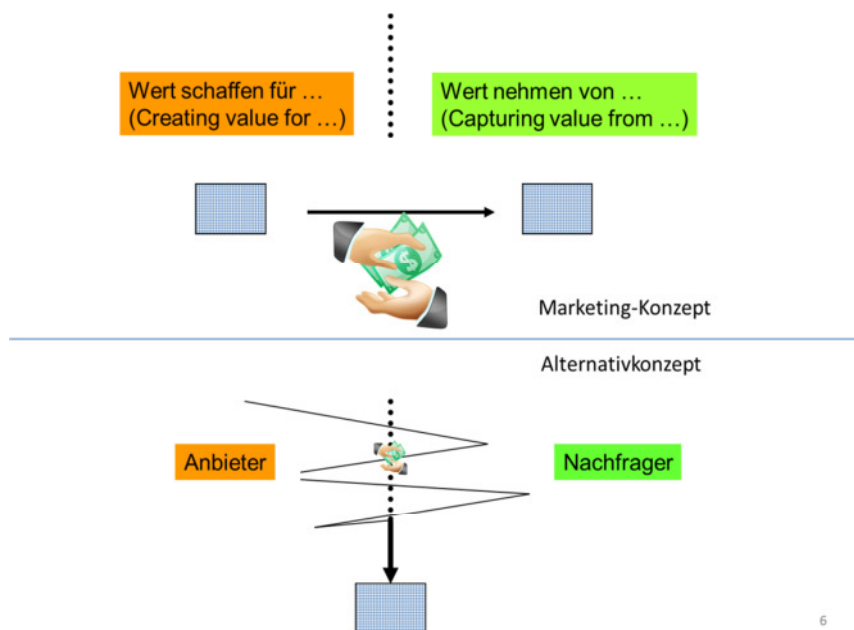 Wert schaffen für ...
(Creating value for ...)
Wert nehmen von ...
(Capturing value from ...)
$
Marketing-Konzept
Alternativkonzept
Anbieter
Nachfrager
6